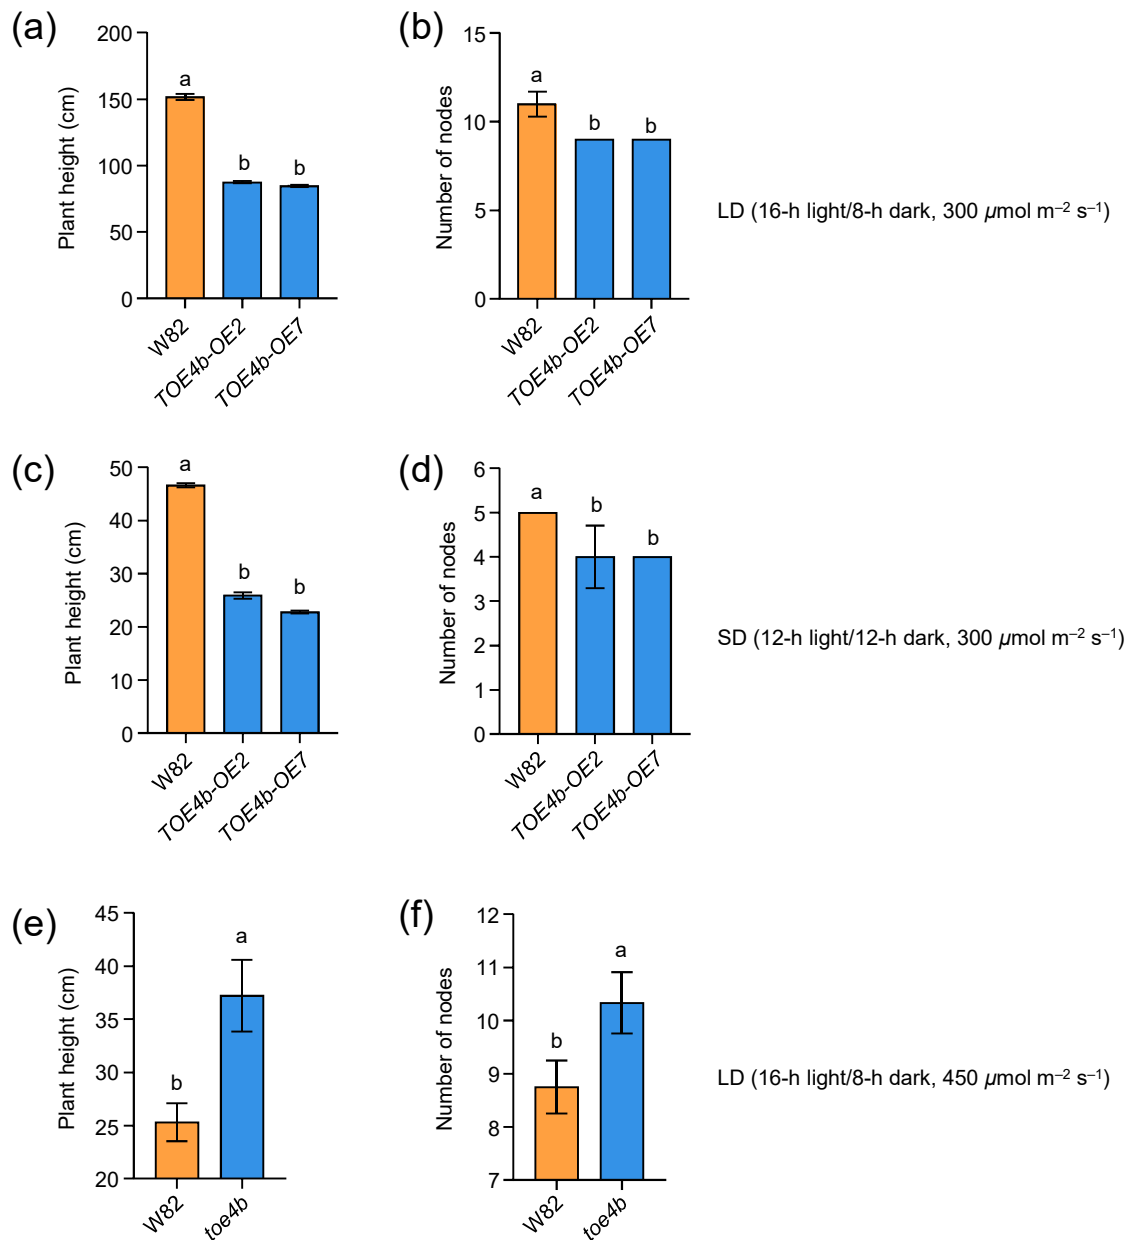 (a)
Plant height (cm)
200
150
100
50
0
a
b
b
W82
TOE4b-OE2
TOE4b-OE7
(b)
Number of nodes
15
10
5
0
a
b
b
W82
TOE4b-OE2
TOE4b-OE7
LD (16-h light/8-h dark, 300 µmol m⁻² s⁻¹)
(c)
Plant height (cm)
50
40
30
20
10
0
a
b
b
W82
TOE4b-OE2
TOE4b-OE7
(d)
Number of nodes
6
5
4
3
2
1
0
a
b
b
W82
TOE4b-OE2
TOE4b-OE7
SD (12-h light/12-h dark, 300 µmol m⁻² s⁻¹)
(e)
Plant height (cm)
45
40
35
30
25
20
b
a
W82
toe4b
(f)
Number of nodes
12
11
10
9
8
7
b
a
W82
toe4b
LD (16-h light/8-h dark, 450 µmol m⁻² s⁻¹)